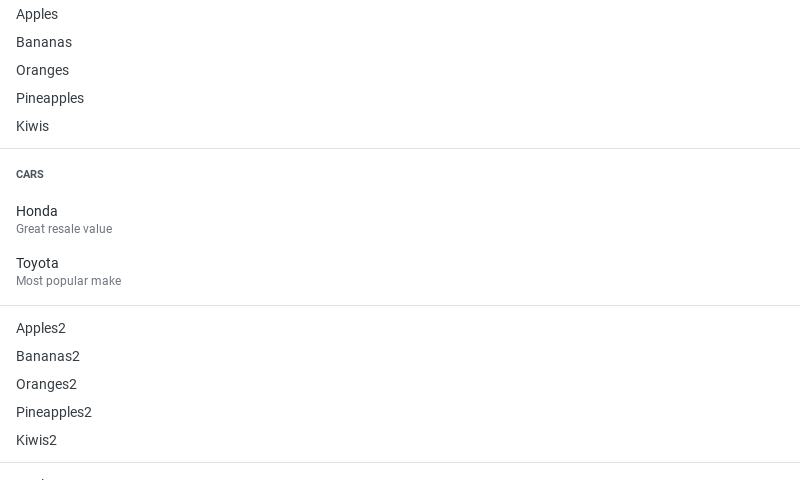 Apples
Bananas
Oranges
Pineapples
Kiwis
CARS
Honda
Great resale value
Toyota
Most popular make
Apples2
Bananas2
Oranges2
Pineapples2
Kiwis2